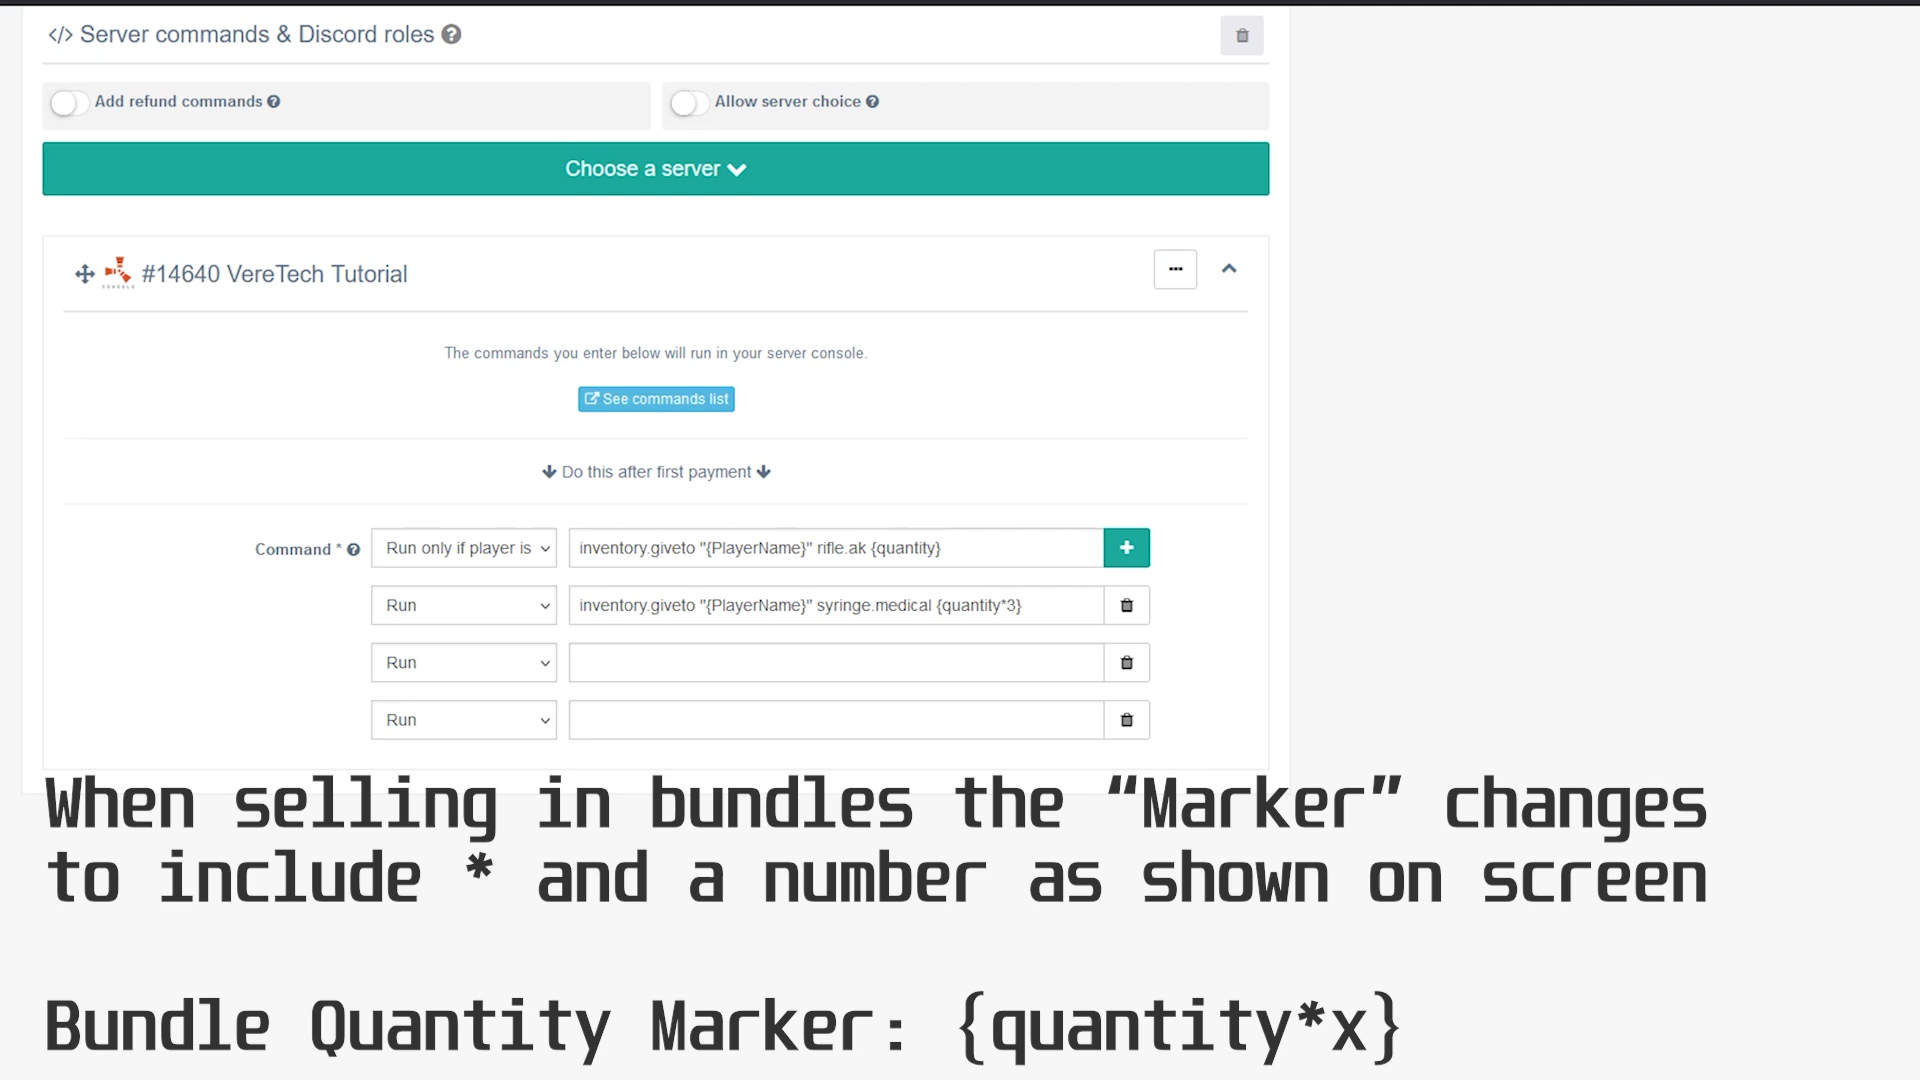 </> Server commands & Discord roles ?
Add refund commands ?
Allow server choice ?
Choose a server
CONSOLE
#14640 VereTech Tutorial
...
The commands you enter below will run in your server console.
See commands list
Do this after first payment
Command * ? Run only if player is inventory.giveto "{PlayerName}" rifle.ak {quantity} +
Run inventory.giveto "{PlayerName}" syringe.medical {quantity*3}
Run
Run
When selling in bundles the “Marker” changes
to include * and a number as shown on screen
Bundle Quantity Marker: {quantity*x}